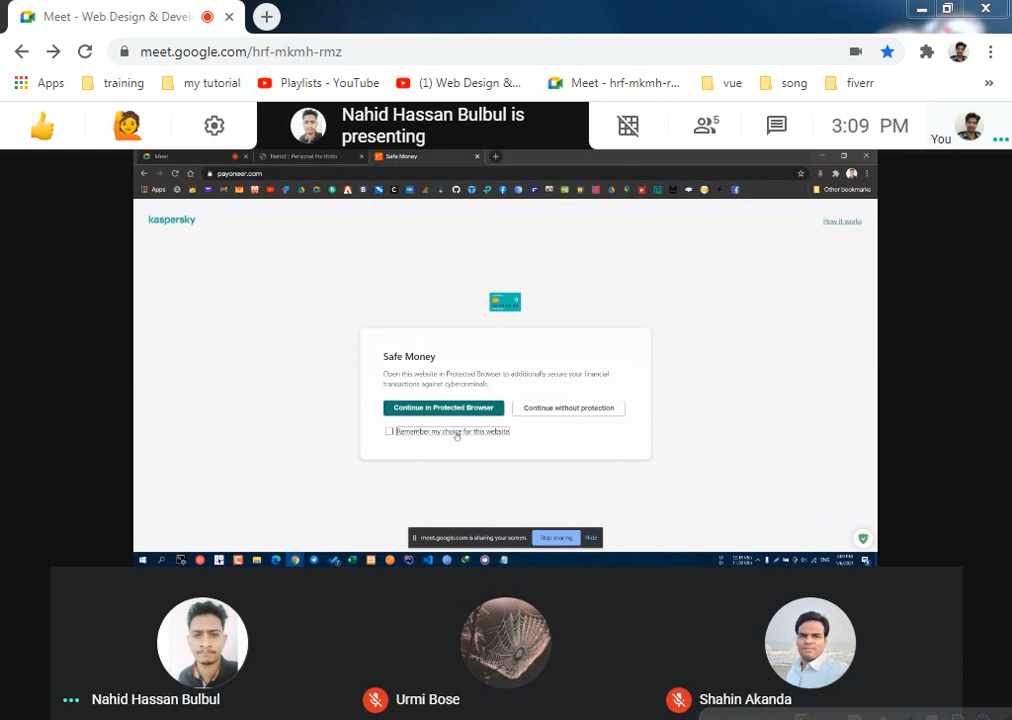 Meet - Web Design & Devel
meet.google.com/hrf-mkmh-rmz
Apps training my tutorial Playlists - YouTube (1) Web Design &... Meet - hrf-mkmh-r... vue song fiverr »
Nahid Hassan Bulbul is
presenting
5
3:09 PM
You
Meet Nahid :: Personal Portfolio Safe Money
payoneer.com
Apps Other bookmarks
kaspersky
How it works
Safe Money
Open this website in Protected Browser to additionally secure your financial
transactions against cybercriminals.
Continue in Protected Browser Continue without protection
Remember my choice for this website
meet.google.com is sharing your screen. Stop sharing Hide
ENG
Nahid Hassan Bulbul Urmi Bose Shahin Akanda